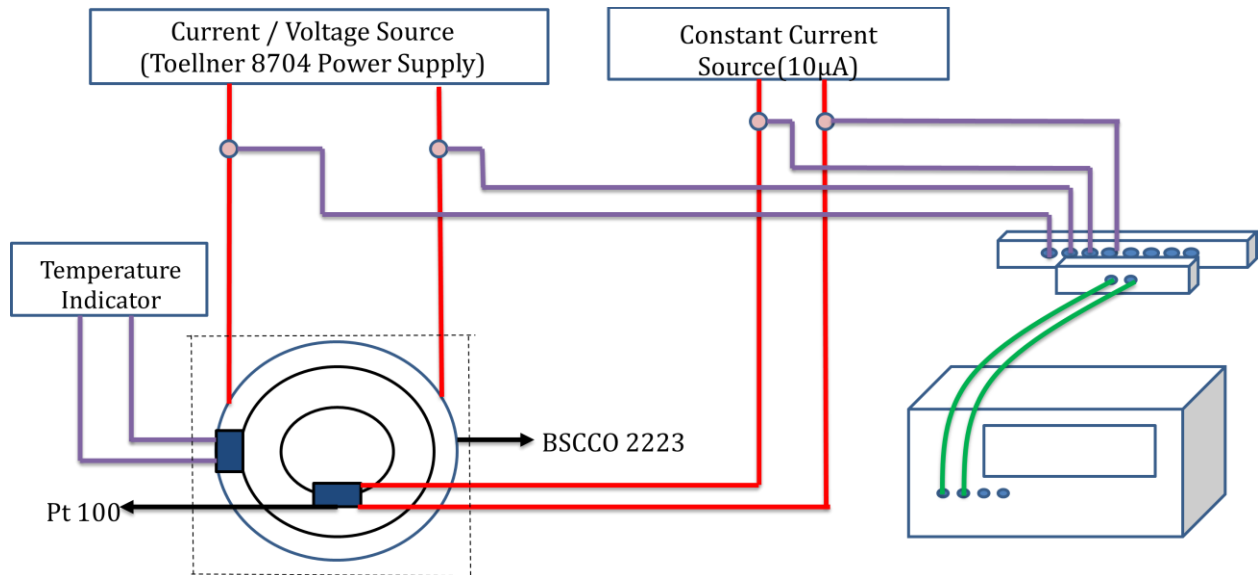 Current / Voltage Source
(Toellner 8704 Power Supply)
Constant Current
Source(10µA)
Temperature
Indicator
BSCCO 2223
Pt 100